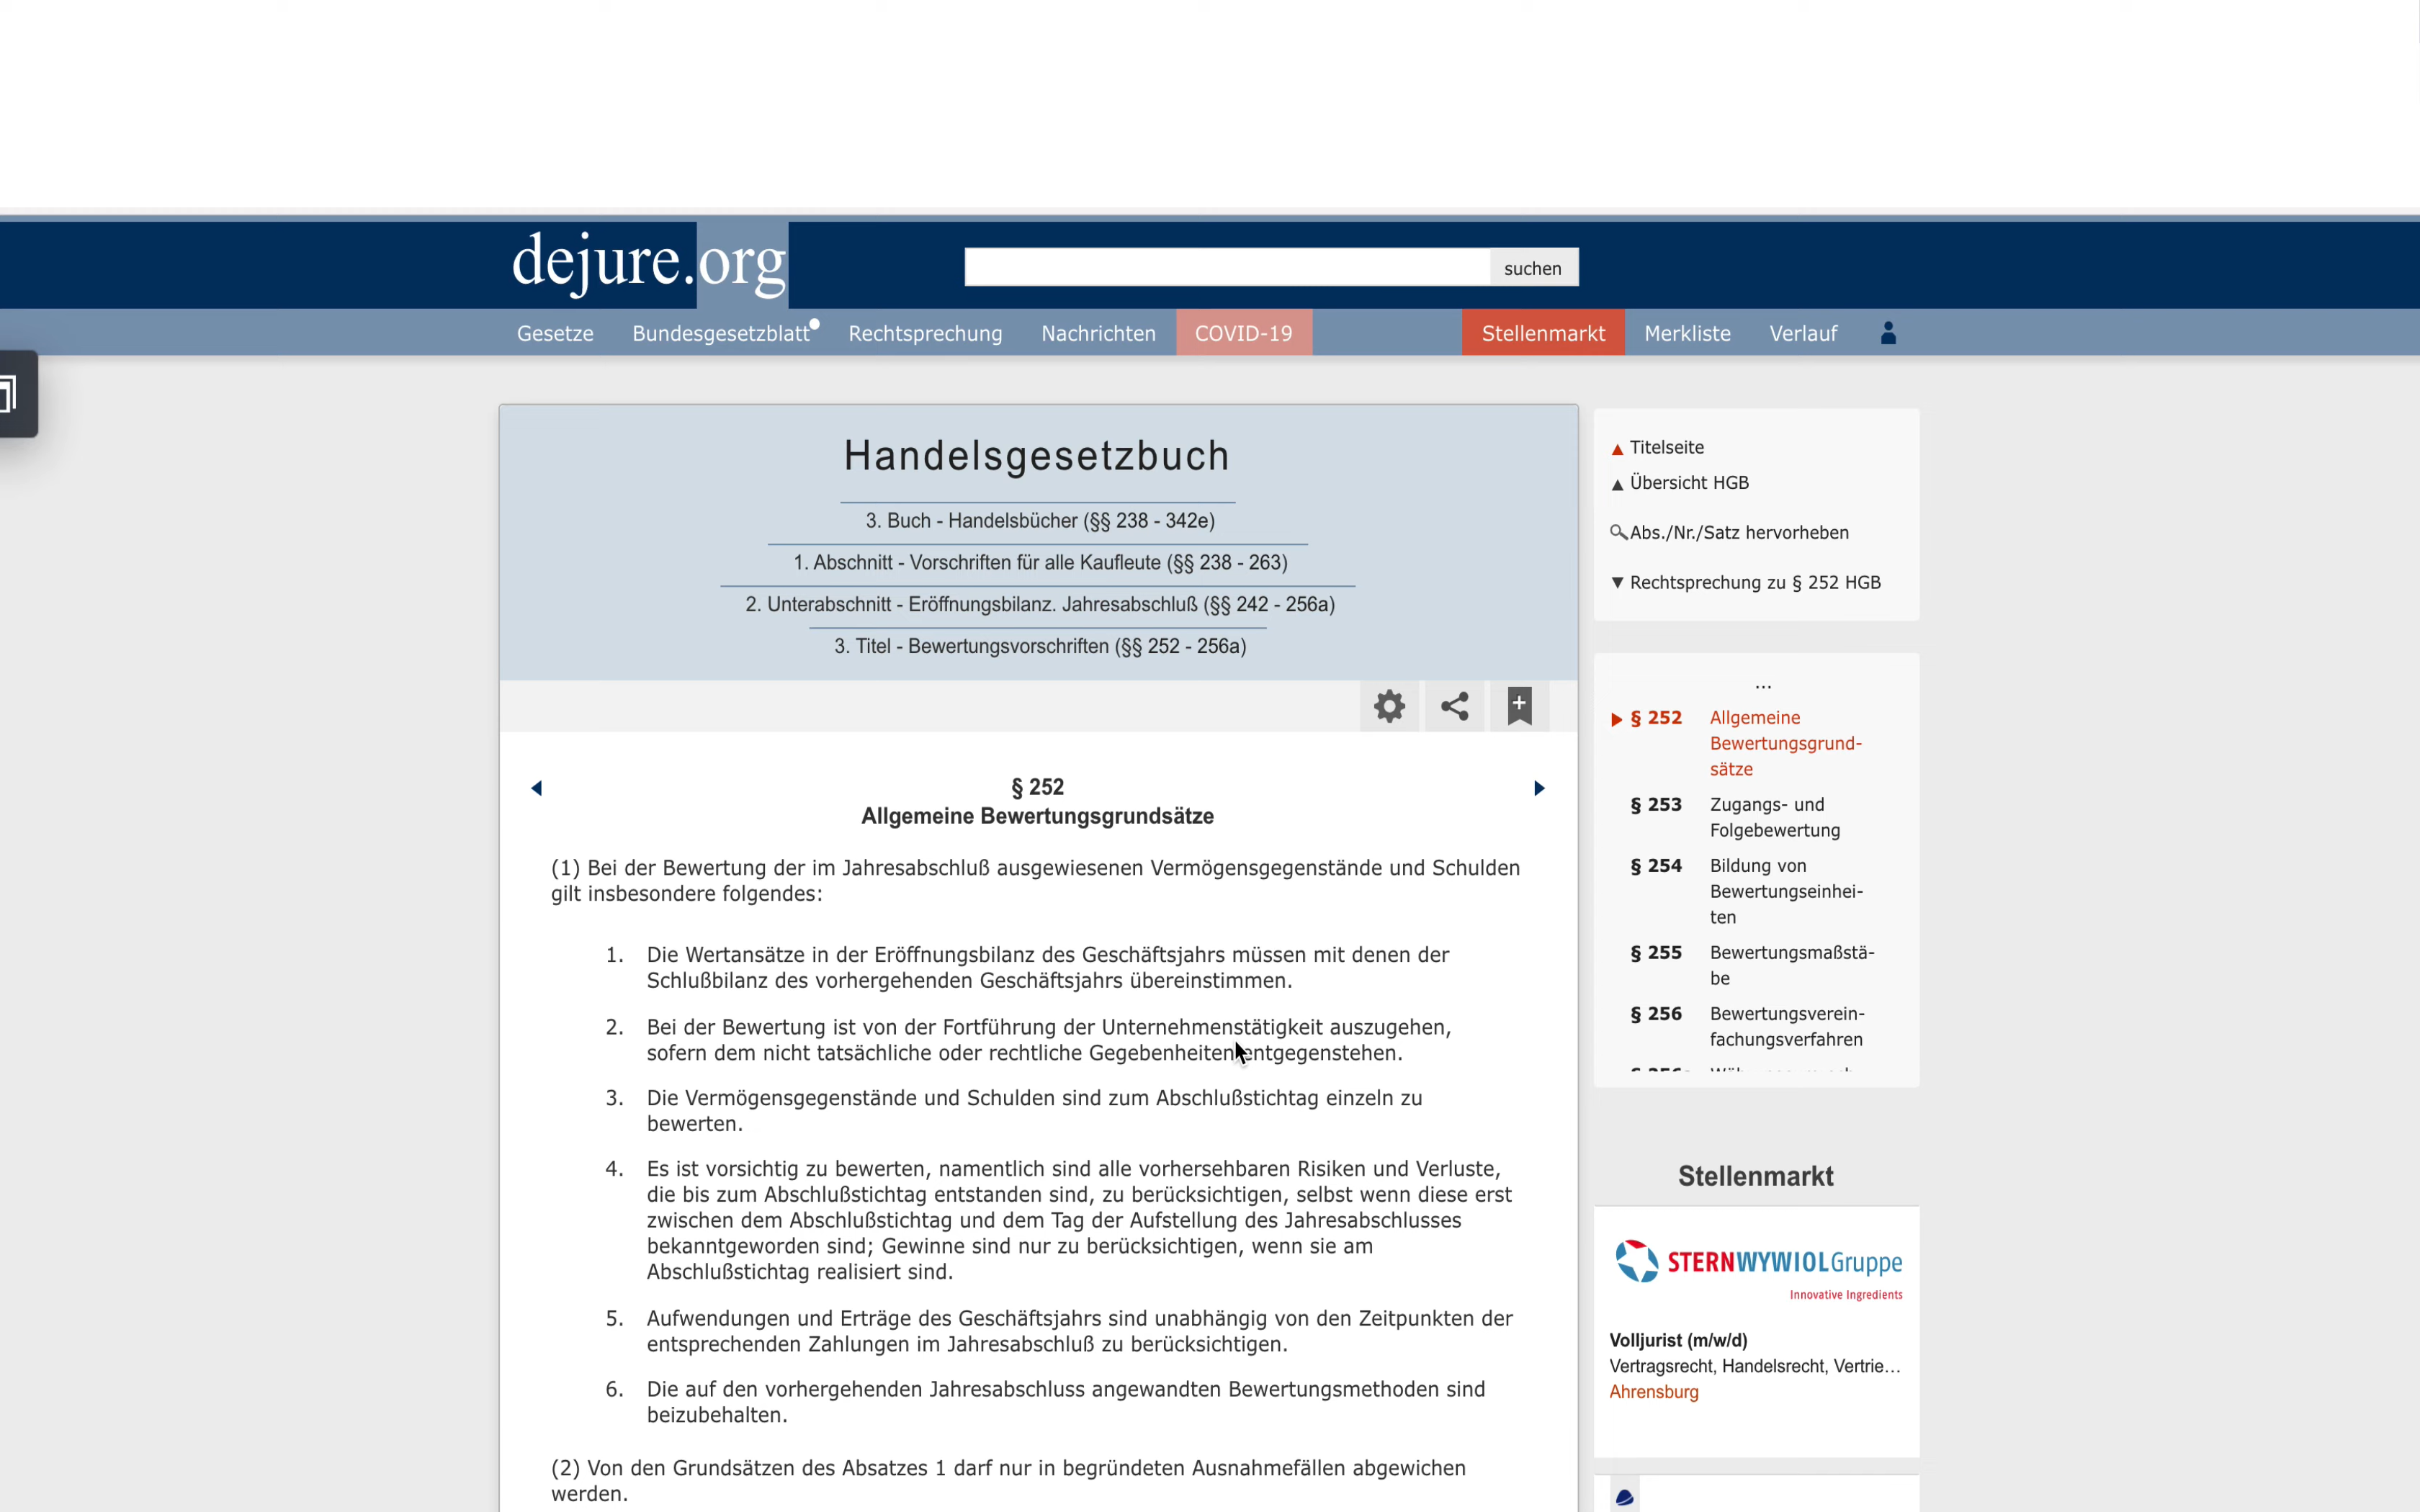 dejure.org
suchen
Gesetze Bundesgesetzblatt Rechtsprechung Nachrichten COVID-19 Stellenmarkt Merkliste Verlauf
Handelsgesetzbuch
3. Buch - Handelsbücher (§§ 238 - 342e)
1. Abschnitt - Vorschriften für alle Kaufleute (§§ 238 - 263)
2. Unterabschnitt - Eröffnungsbilanz. Jahresabschluß (§§ 242 - 256a)
3. Titel - Bewertungsvorschriften (§§ 252 - 256a)
§ 252
Allgemeine Bewertungsgrundsätze
(1) Bei der Bewertung der im Jahresabschluß ausgewiesenen Vermögensgegenstände und Schulden
gilt insbesondere folgendes:
1. Die Wertansätze in der Eröffnungsbilanz des Geschäftsjahrs müssen mit denen der
Schlußbilanz des vorhergehenden Geschäftsjahrs übereinstimmen.
2. Bei der Bewertung ist von der Fortführung der Unternehmenstätigkeit auszugehen,
sofern dem nicht tatsächliche oder rechtliche Gegebenheiten entgegenstehen.
3. Die Vermögensgegenstände und Schulden sind zum Abschlußstichtag einzeln zu
bewerten.
4. Es ist vorsichtig zu bewerten, namentlich sind alle vorhersehbaren Risiken und Verluste,
die bis zum Abschlußstichtag entstanden sind, zu berücksichtigen, selbst wenn diese erst
zwischen dem Abschlußstichtag und dem Tag der Aufstellung des Jahresabschlusses
bekanntgeworden sind; Gewinne sind nur zu berücksichtigen, wenn sie am
Abschlußstichtag realisiert sind.
5. Aufwendungen und Erträge des Geschäftsjahrs sind unabhängig von den Zeitpunkten der
entsprechenden Zahlungen im Jahresabschluß zu berücksichtigen.
6. Die auf den vorhergehenden Jahresabschluss angewandten Bewertungsmethoden sind
beizubehalten.
(2) Von den Grundsätzen des Absatzes 1 darf nur in begründeten Ausnahmefällen abgewichen
werden.
Titelseite
Übersicht HGB
Abs./Nr./Satz hervorheben
Rechtsprechung zu § 252 HGB
...
§ 252 Allgemeine
Bewertungsgrund-
sätze
§ 253 Zugangs- und
Folgebewertung
§ 254 Bildung von
Bewertungseinhei-
ten
§ 255 Bewertungsmaßstä-
be
§ 256 Bewertungsverein-
fachungsverfahren
Stellenmarkt
STERNWYWIOL Gruppe
Innovative Ingredients
Volljurist (m/w/d)
Vertragsrecht, Handelsrecht, Vertrie...
Ahrensburg